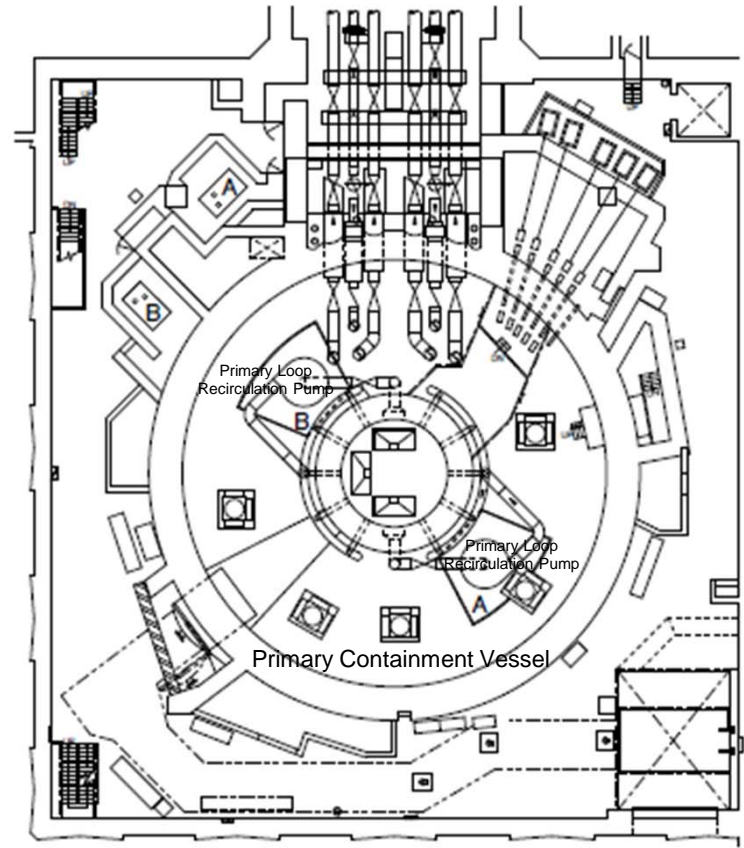 A
B
Primary Loop
Recirculation Pump
B
Primary Loop
Recirculation Pump
A
Primary Containment Vessel